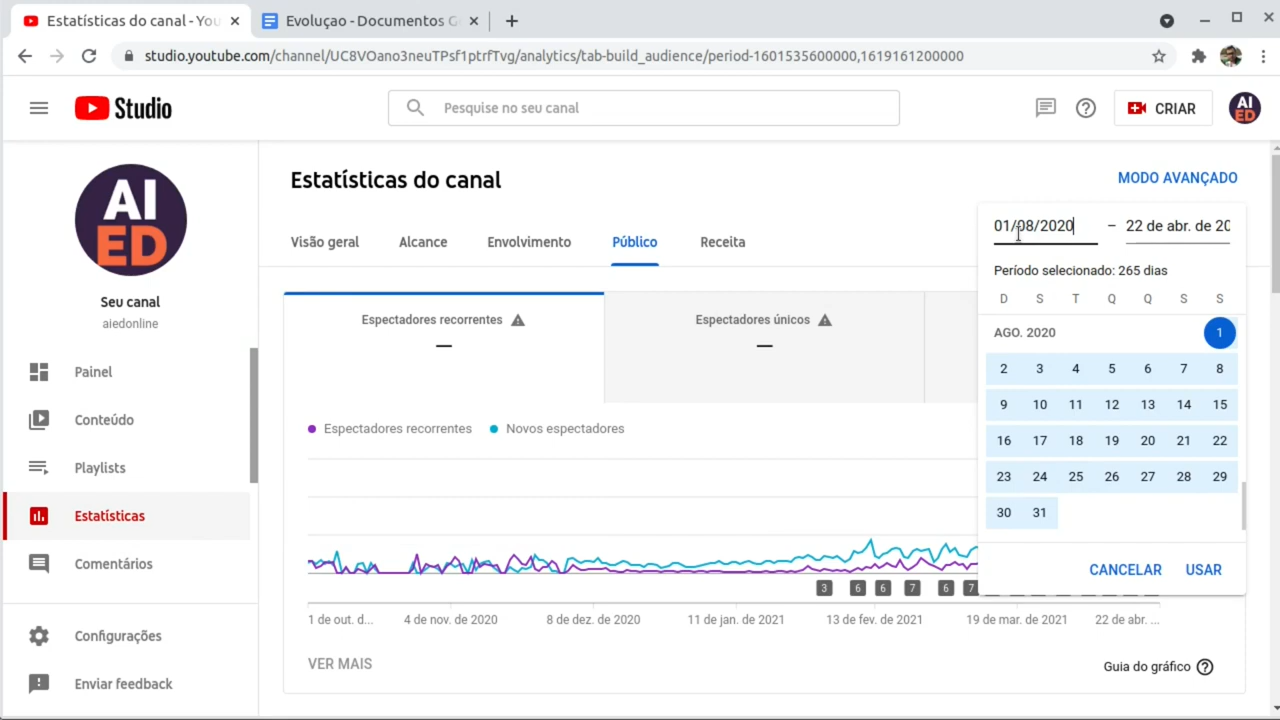 Estatísticas do canal - You
Evoluçao - Documentos G
studio.youtube.com/channel/UC8VOano3neuTPsf1ptrfTvg/analytics/tab-build_audience/period-1601535600000,1619161200000
Studio
Pesquise no seu canal
CRIAR
AI
ED
AI
ED
Seu canal
aiedonline
Painel
Conteúdo
Playlists
Estatísticas
Comentários
Configurações
Enviar feedback
Estatísticas do canal
MODO AVANÇADO
Visão geral Alcance Envolvimento Público Receita
Espectadores recorrentes
—
Espectadores únicos
—
Espectadores recorrentes Novos espectadores
3 6 6 7 6 7
1 de out. d... 4 de nov. de 2020 8 de dez. de 2020 11 de jan. de 2021 13 de fev. de 2021 19 de mar. de 2021 22 de abr. ...
VER MAIS
Guia do gráfico
01/08/2020 – 22 de abr. de 20
Período selecionado: 265 dias
D S T Q Q S S
AGO. 2020 1
2 3 4 5 6 7 8
9 10 11 12 13 14 15
16 17 18 19 20 21 22
23 24 25 26 27 28 29
30 31
CANCELAR USAR